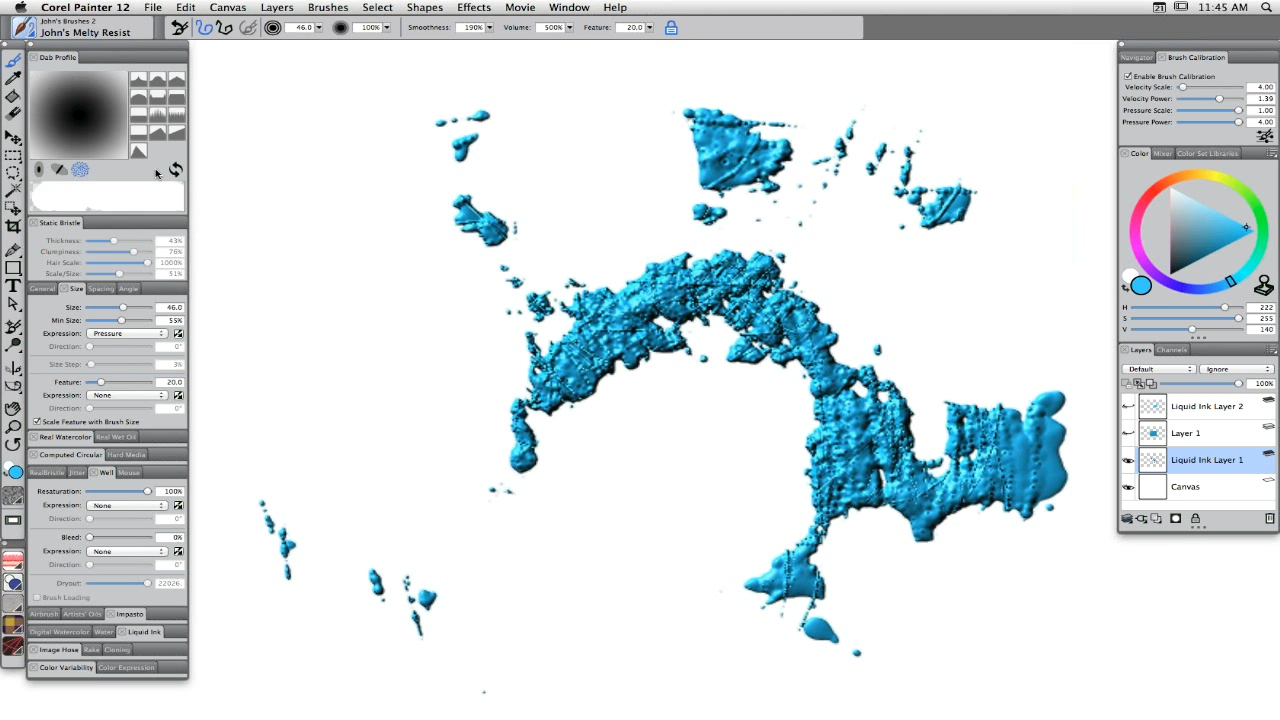 Corel Painter 12 File Edit Canvas Layers Brushes Select Shapes Effects Movie Window Help 11:45 AM
John's Brushes 2
John's Melty Resist
46.0 100% Smoothness: 190% Volume: 500% Feature: 20.0
Dab Profile
Static Bristle
Thickness: 43%
Clumpiness: 76%
Hair Scale: 1000%
Scale/Size: 51%
General Size Spacing Angle
Size: 46.0
Min Size: 55%
Expression: Pressure
Direction: 0°
Size Step: 3%
Feature: 20.0
Expression: None
Direction: 0°
Scale Feature with Brush Size
Real Watercolor Real Wet Oil
Computed Circular Hard Media
RealBristle Jitter Well Mouse
Resaturation: 100%
Expression: None
Direction: 0°
Bleed: 0%
Expression: None
Direction: 0°
Dryout: 22026.
Brush Loading
Airbrush Artists' Oils Impasto
Digital Watercolor Water Liquid Ink
Image Hose Rake Cloning
Color Variability Color Expression
Navigator Brush Calibration
Enable Brush Calibration
Velocity Scale: 4.00
Velocity Power: 1.39
Pressure Scale: 1.00
Pressure Power: 4.00
Color Mixer Color Set Libraries
H 222
S 255
V 140
Layers Channels
Default Ignore
100%
Liquid Ink Layer 2
Layer 1
Liquid Ink Layer 1
Canvas